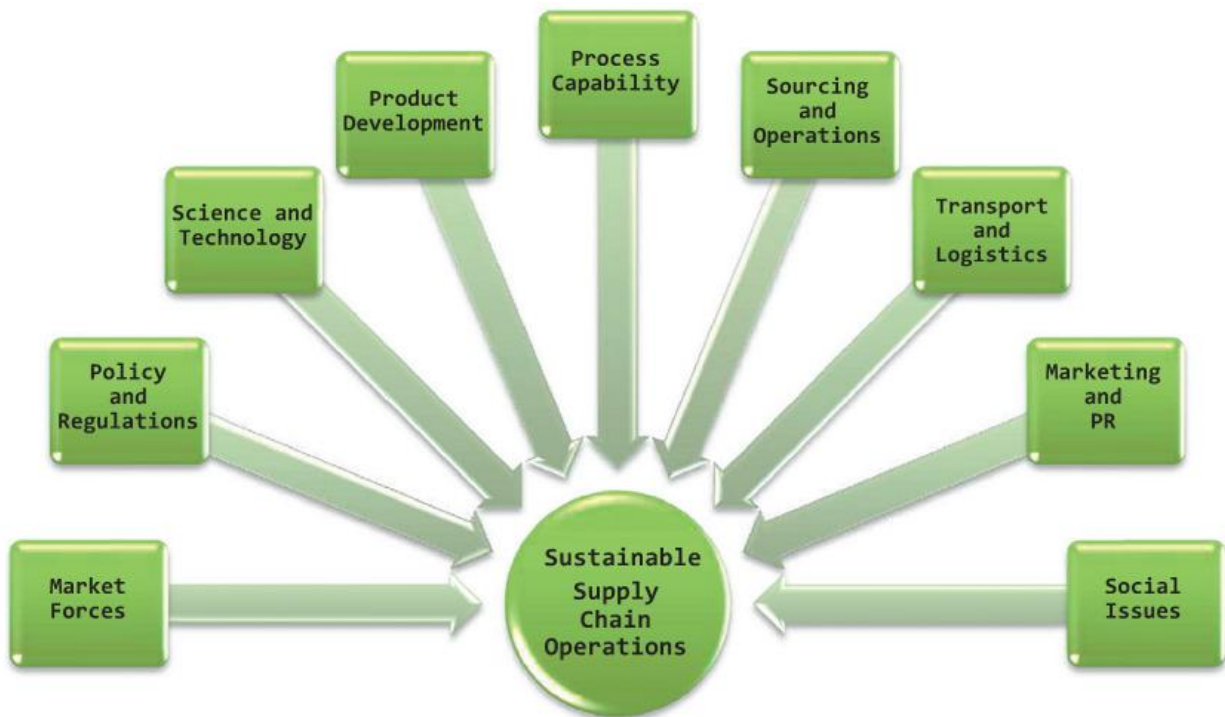 Process
Capability
Product
Development
Sourcing
and
Operations
Science and
Technology
Transport
and
Logistics
Policy
and
Regulations
Marketing
and
PR
Market
Forces
Sustainable
Supply
Chain
Operations
Social
Issues